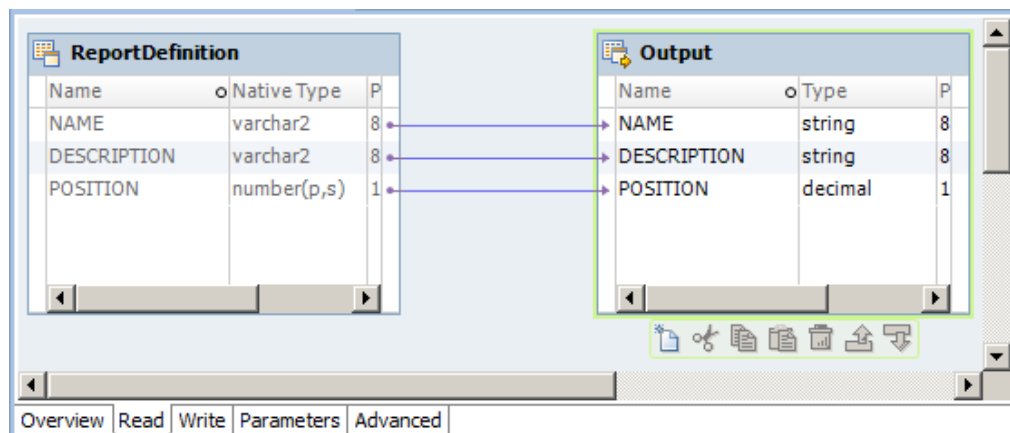 ReportDefinition
Name Native Type P
NAME varchar2 8
DESCRIPTION varchar2 8
POSITION number(p,s) 1
Output
Name Type P
NAME string 8
DESCRIPTION string 8
POSITION decimal 1
Overview Read Write Parameters Advanced